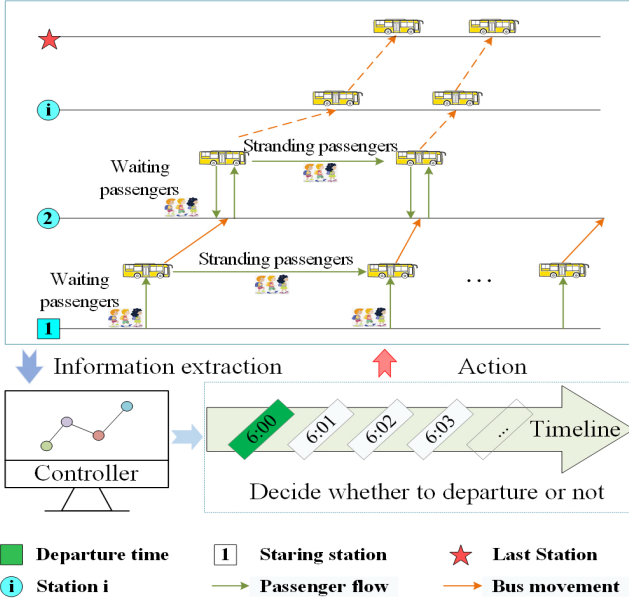 i
Waiting
passengers
Stranding passengers
2
Waiting
passengers
Stranding passengers
...
1
Information extraction
Action
Controller
6:00
6:01
6:02
6:03
...
Timeline
Decide whether to departure or not
Departure time
1
Staring station
Last Station
i
Station i
Passenger flow
Bus movement